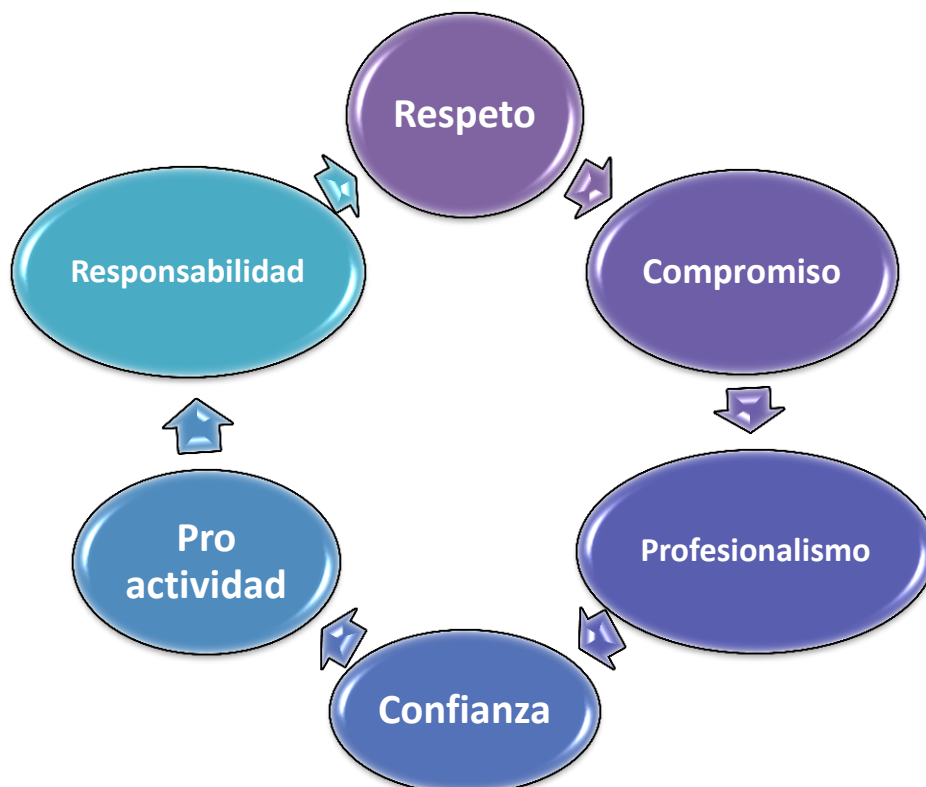 Respeto
Compromiso
Profesionalismo
Confianza
Pro
actividad
Responsabilidad